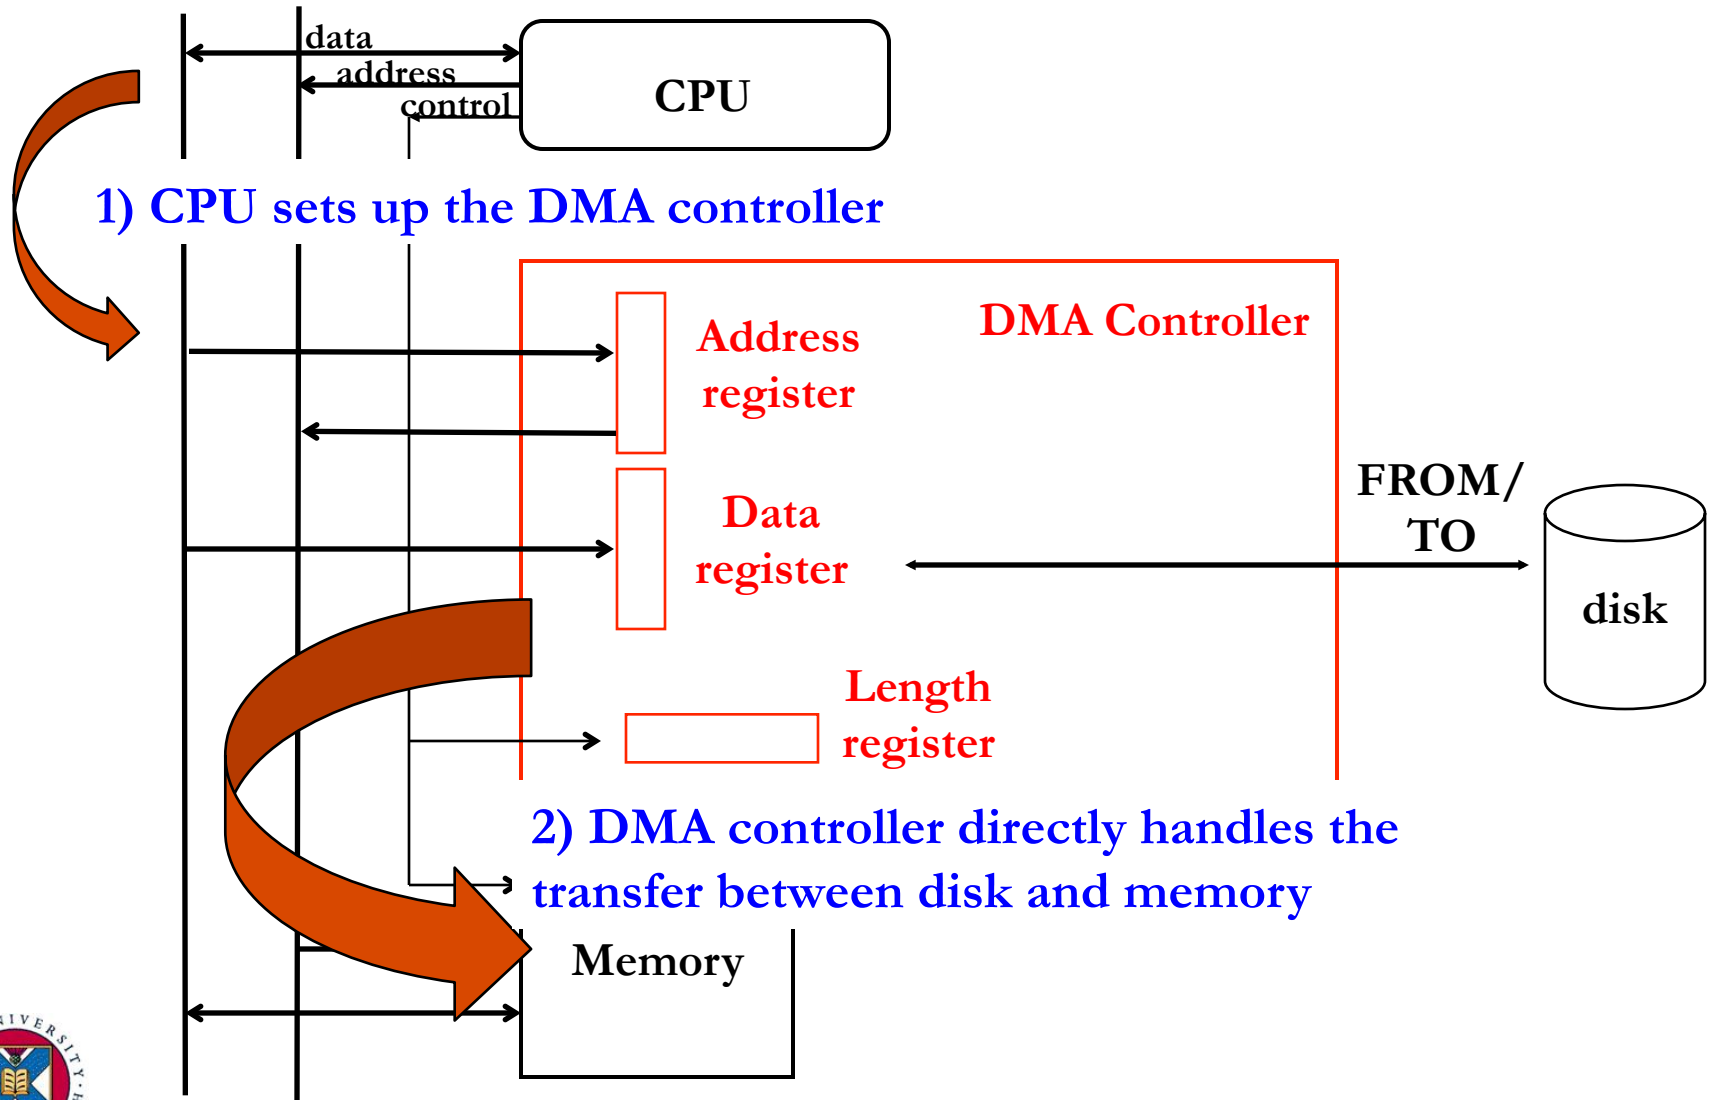 data
address
control
CPU
1) CPU sets up the DMA controller
DMA Controller
Address
register
FROM/
TO
Data
register
disk
Length
register
2) DMA controller directly handles the
transfer between disk and memory
Memory